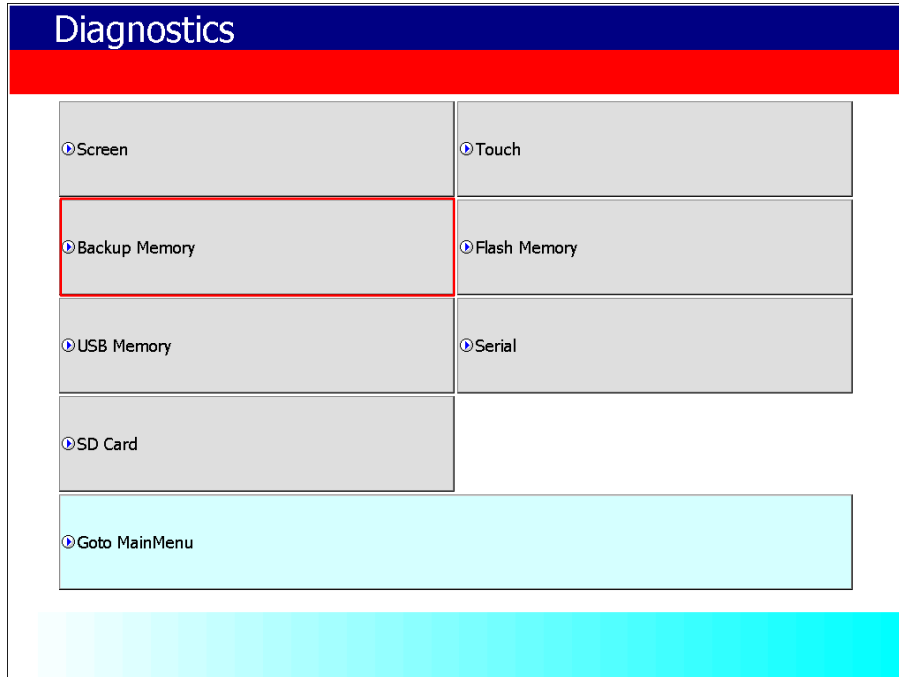 Diagnostics
Screen
Touch
Backup Memory
Flash Memory
USB Memory
Serial
SD Card
Goto MainMenu